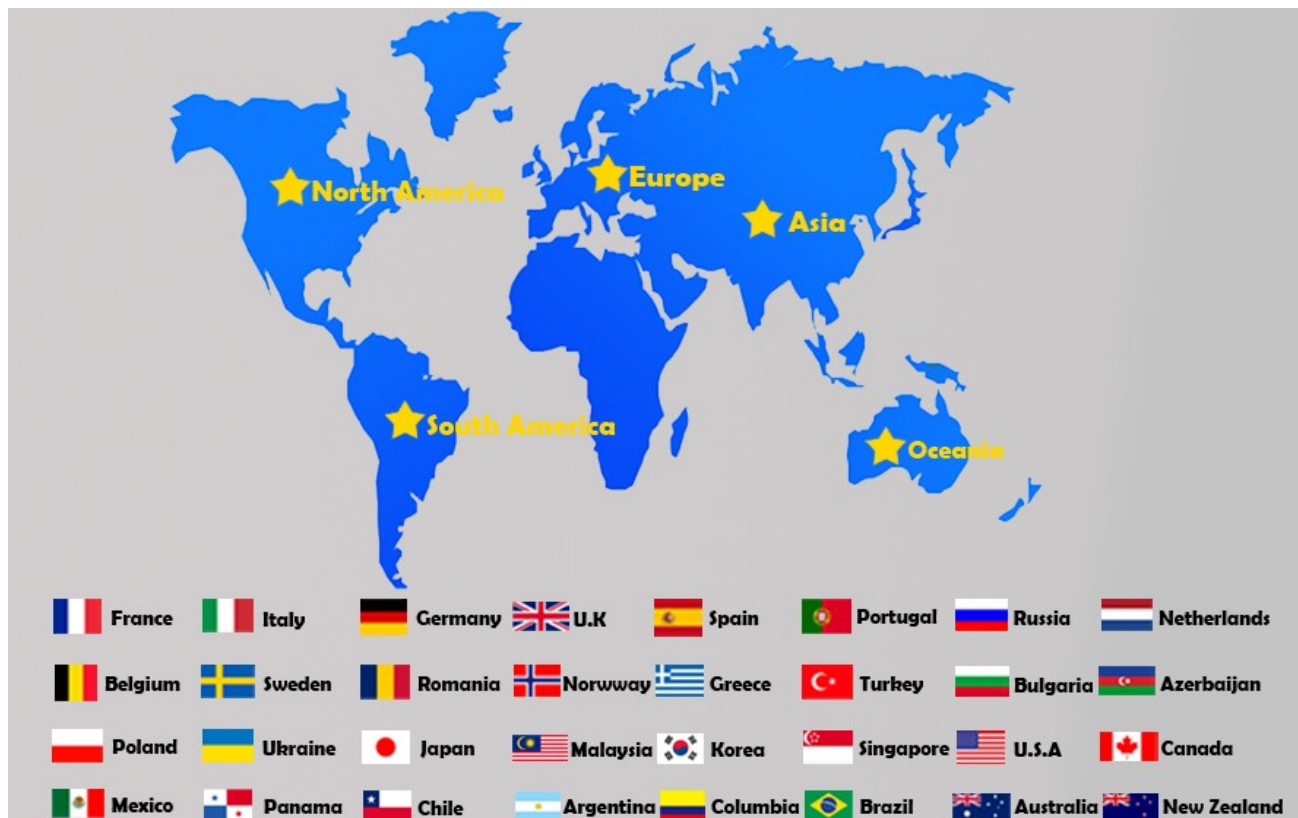 North America
Europe
Asia
South America
Oceania
France Italy Germany U.K Spain Portugal Russia Netherlands
Belgium Sweden Romania Norwway Greece Turkey Bulgaria Azerbaijan
Poland Ukraine Japan Malaysia Korea Singapore U.S.A Canada
Mexico Panama Chile Argentina Columbia Brazil Australia New Zealand